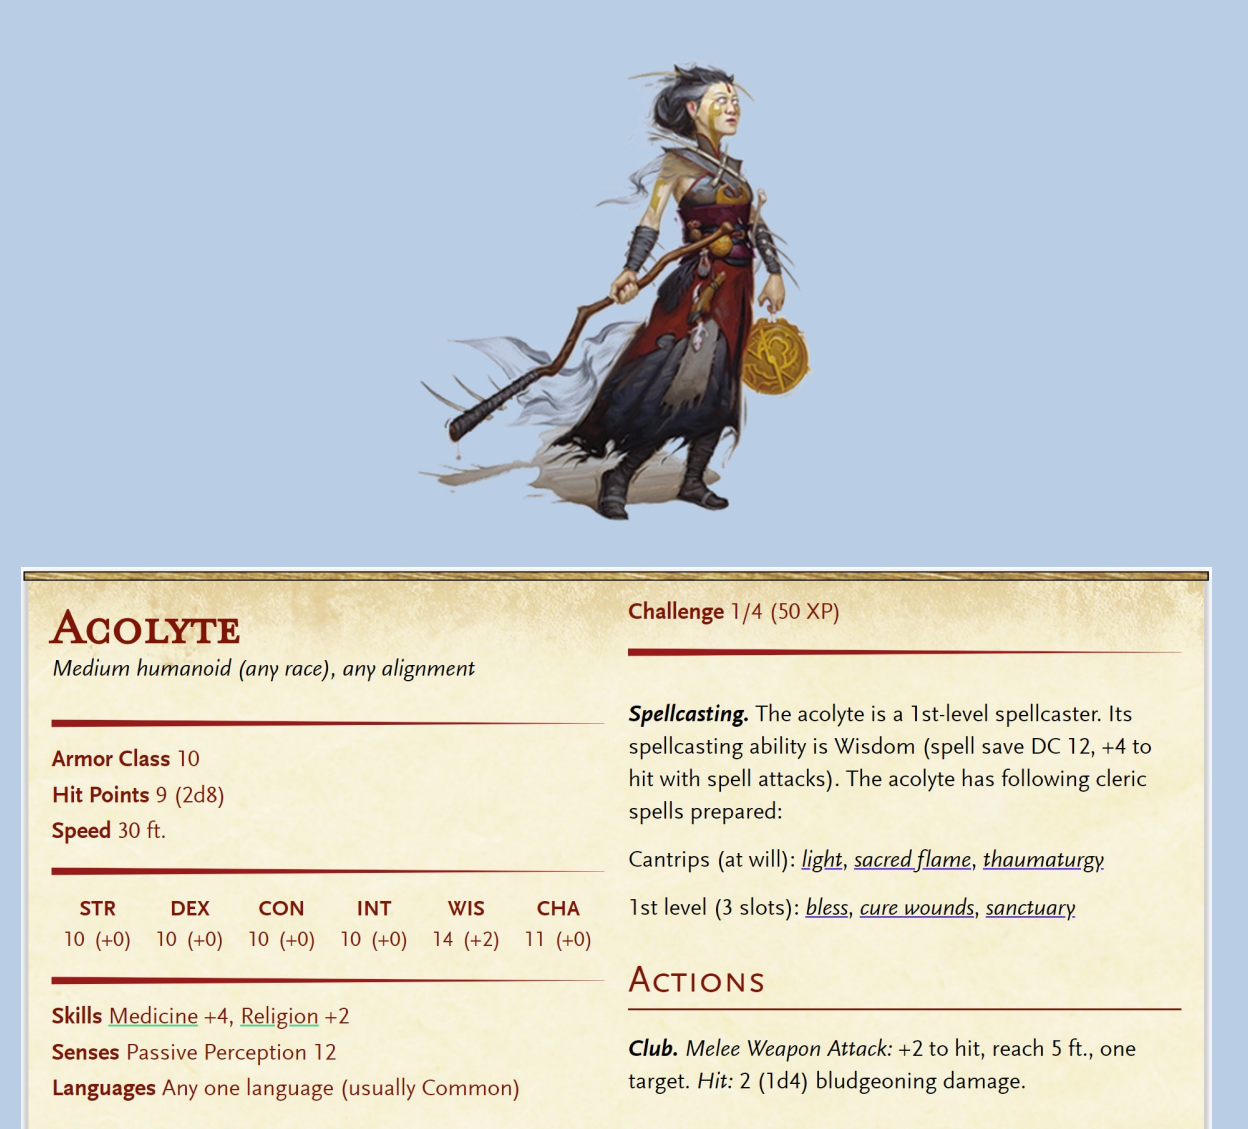 Acolyte
Medium humanoid (any race), any alignment
Armor Class 10
Hit Points 9 (2d8)
Speed 30 ft.
STR DEX CON INT WIS CHA
10 (+0) 10 (+0) 10 (+0) 10 (+0) 14 (+2) 11 (+0)
Skills Medicine +4, Religion +2
Senses Passive Perception 12
Languages Any one language (usually Common)
Challenge 1/4 (50 XP)
Spellcasting. The acolyte is a 1st-level spellcaster. Its
spellcasting ability is Wisdom (spell save DC 12, +4 to
hit with spell attacks). The acolyte has following cleric
spells prepared:
Cantrips (at will): light, sacred flame, thaumaturgy
1st level (3 slots): bless, cure wounds, sanctuary
Actions
Club. Melee Weapon Attack: +2 to hit, reach 5 ft., one
target. Hit: 2 (1d4) bludgeoning damage.